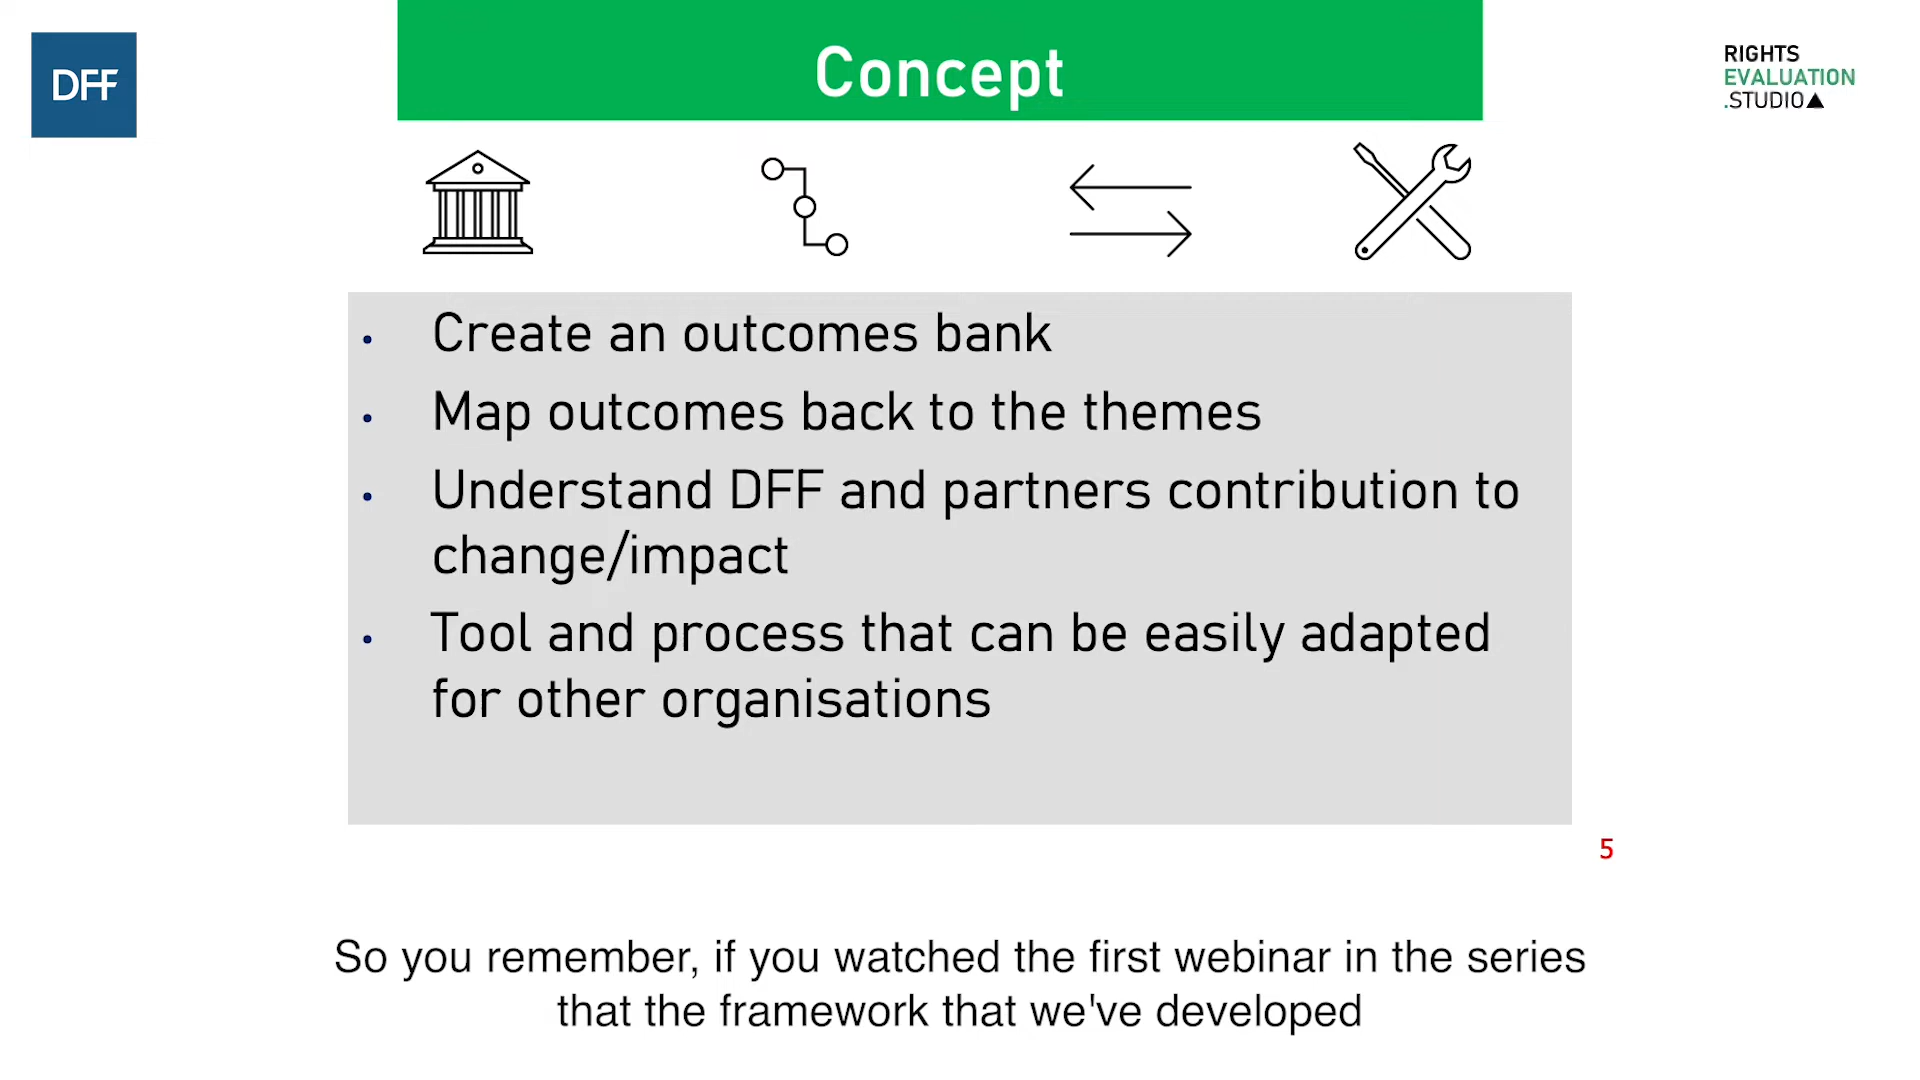 DFF
Concept
RIGHTS
EVALUATION
.STUDIO
• Create an outcomes bank
• Map outcomes back to the themes
• Understand DFF and partners contribution to
change/impact
• Tool and process that can be easily adapted
for other organisations
5
So you remember, if you watched the first webinar in the series
that the framework that we've developed